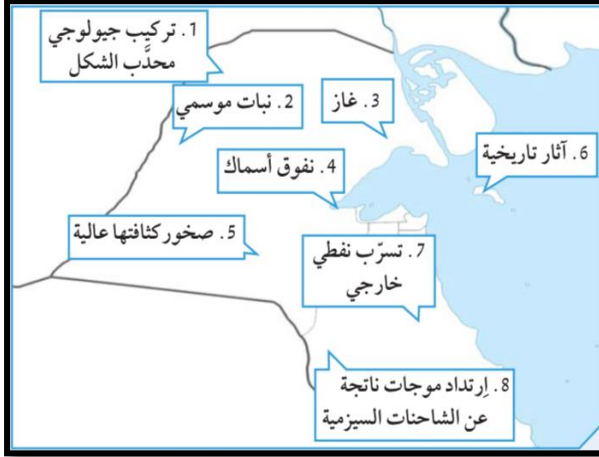 1. تركيب جيولوجي
محدَّب الشكل
2. نبات موسمي
3. غاز
4. نفوق أسماك
5. صخور كثافتها عالية
6. آثار تاريخية
7. تسرّب نفطي
خارجي
8. إرتداد موجات ناتجة
عن الشاحنات السيزمية